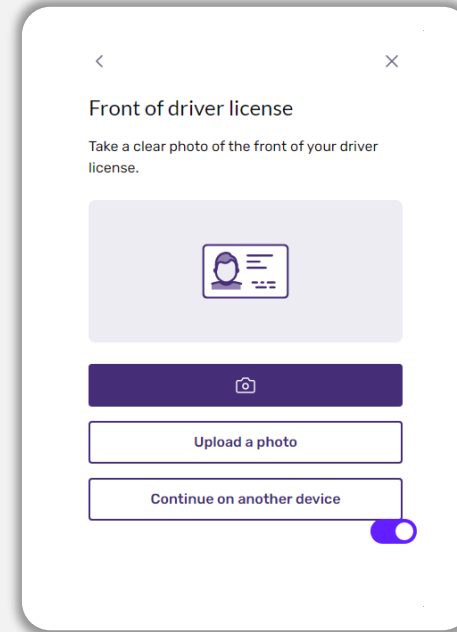 Front of driver license
Take a clear photo of the front of your driver
license.
Upload a photo
Continue on another device